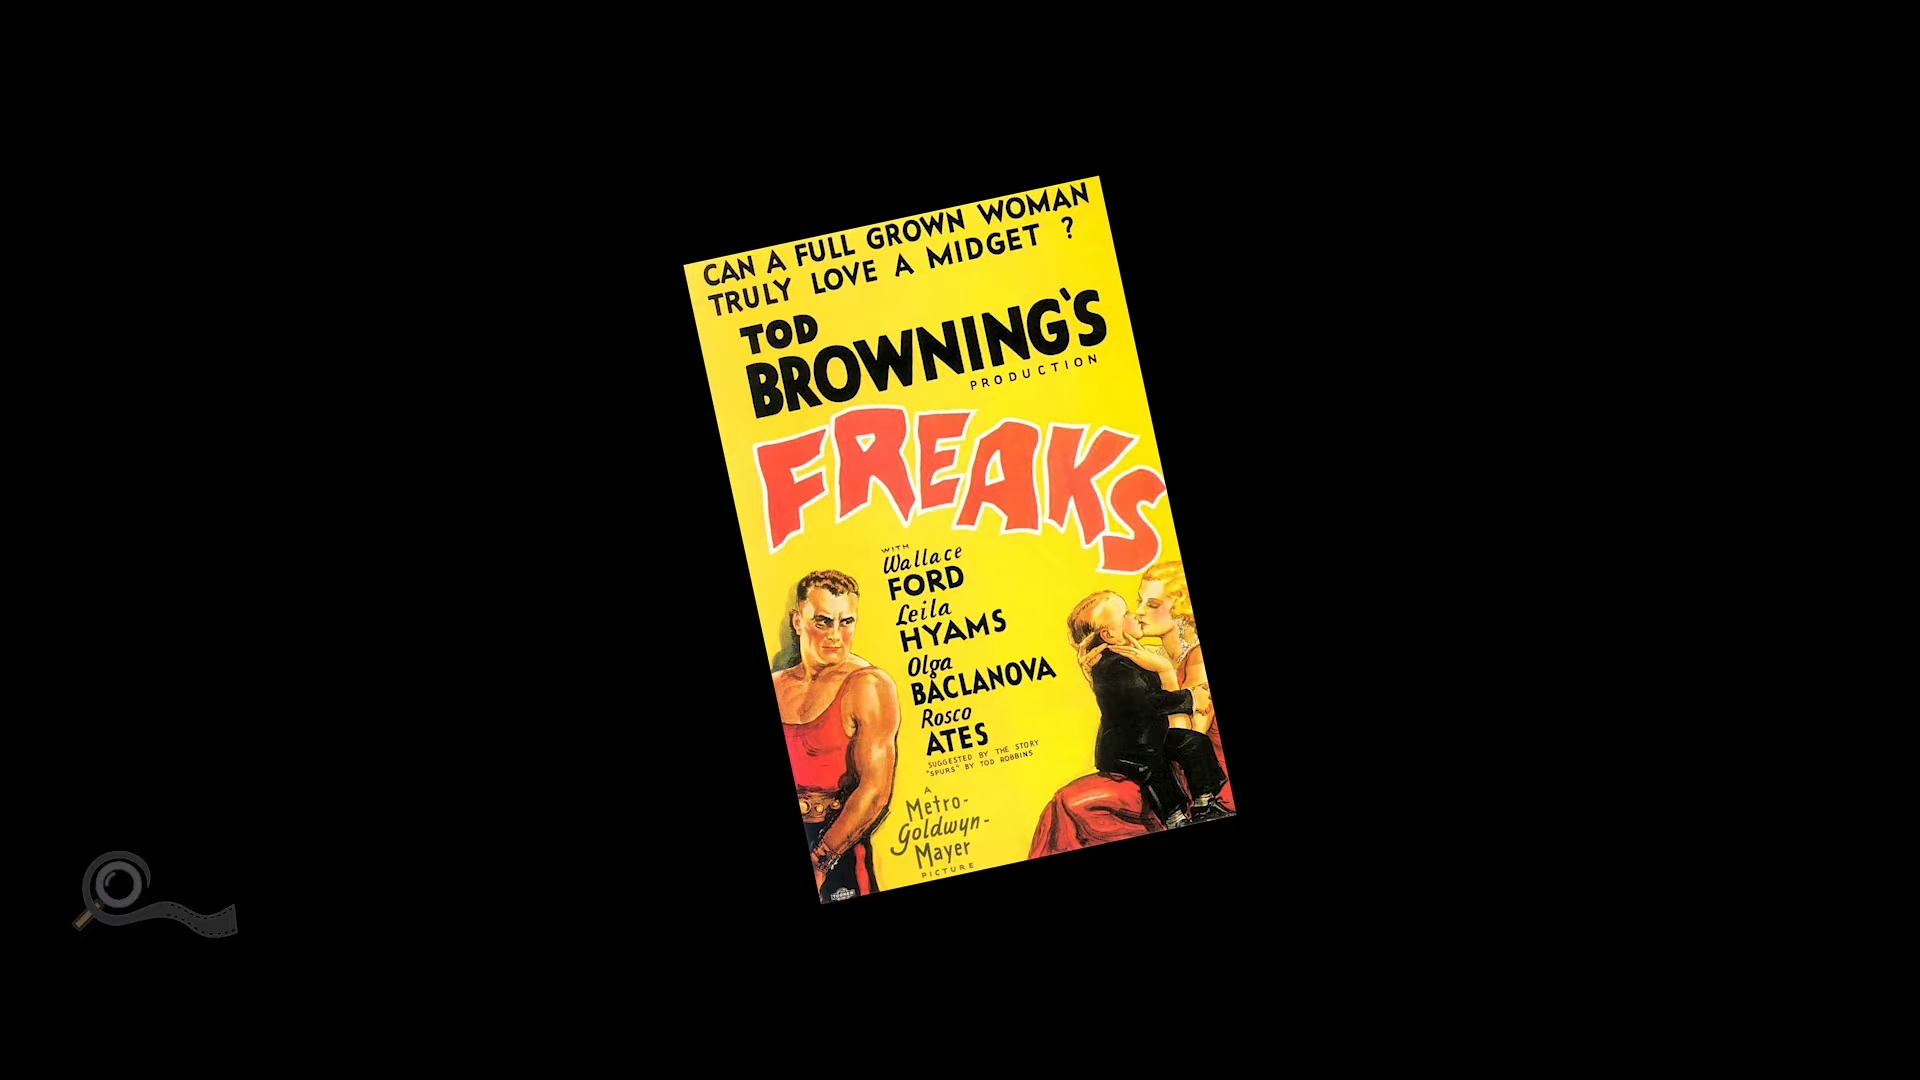 CAN A FULL GROWN WOMAN
TRULY LOVE A MIDGET ?
TOD
BROWNING'S
PRODUCTION
FREAKS
WITH
Wallace
FORD
Leila
HYAMS
Olga
BACLANOVA
Rosco
ATES
SUGGESTED BY THE STORY
"SPURS" BY TOD ROBBINS
A
Metro-
Goldwyn-
Mayer
PICTURE